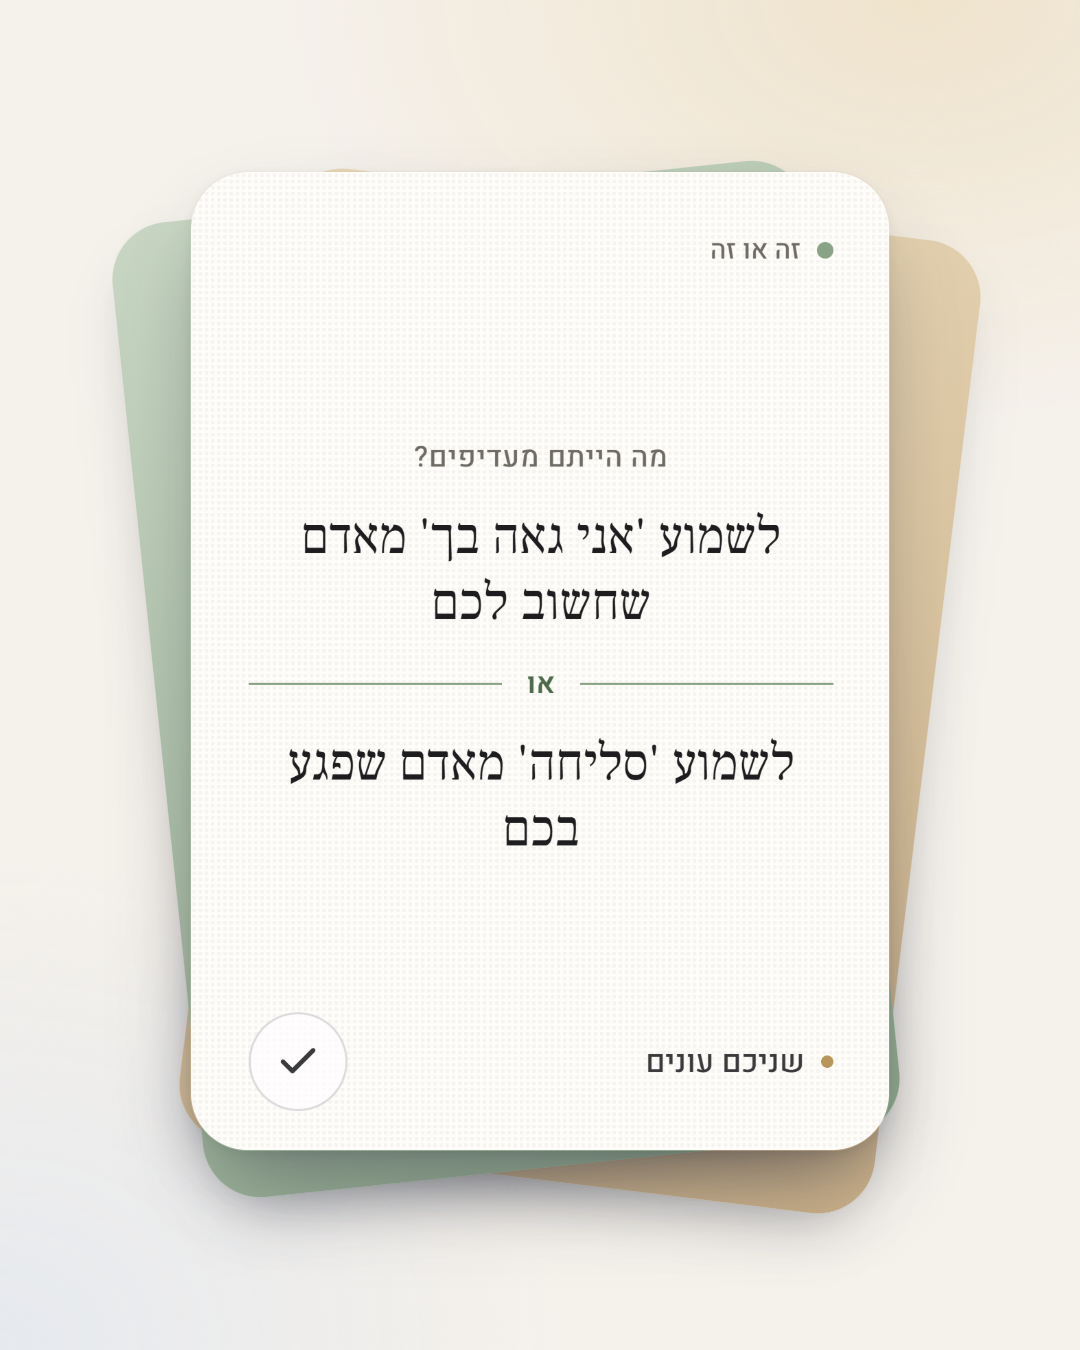 זה או זה
מה הייתם מעדיפים?
לשמוע 'אני גאה בך' מאדם
שחשוב לכם
או
לשמוע 'סליחה' מאדם שפגע
בכם
שניכם עונים